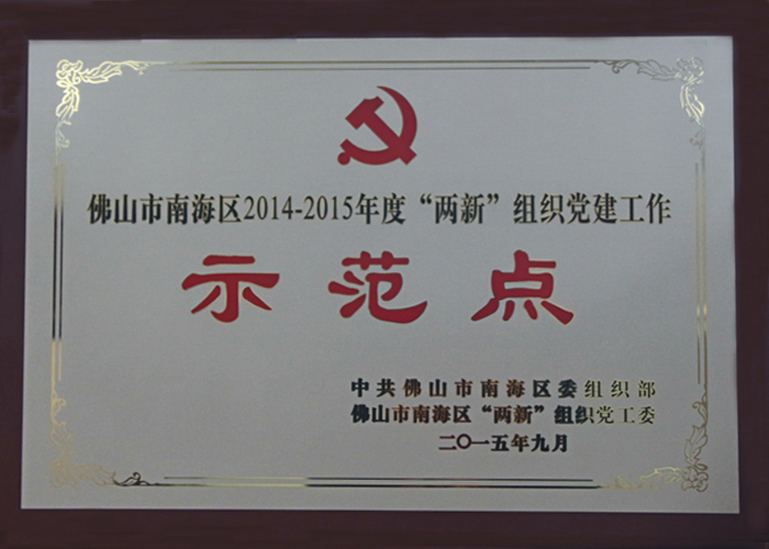 佛山市南海区2014-2015年度“两新”组织党建工作
示范点
中共佛山市南海区委组织部
佛山市南海区“两新”组织党工委
二〇一五年九月